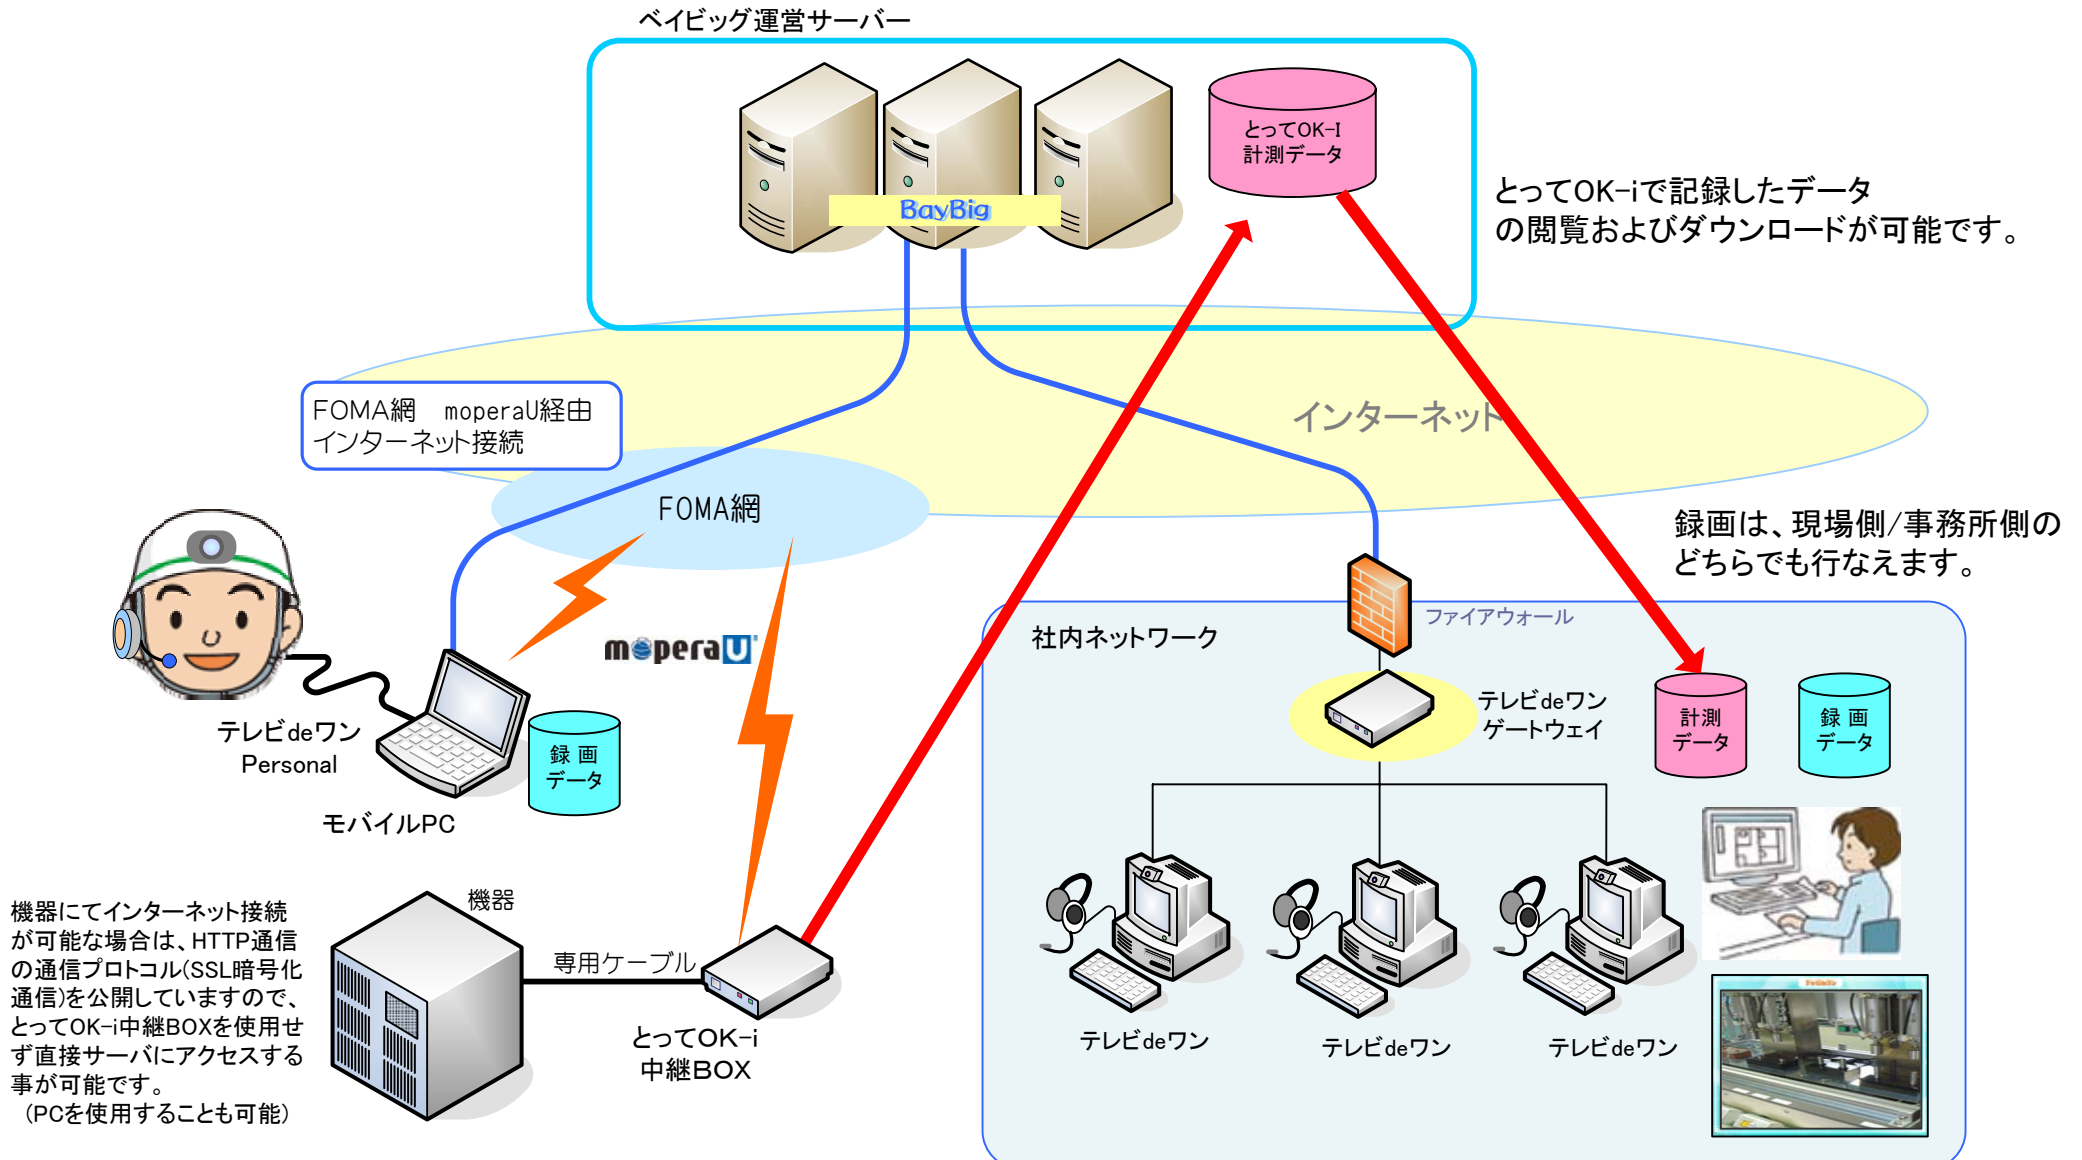 ベイビッグ運営サーバー
とってOK-I
計測データ
BayBig
とってOK-iで記録したデータ
の閲覧およびダウンロードが可能です。
FOMA網　moperaU経由
インターネット接続
インターネット
FOMA網
録画は、現場側/事務所側の
どちらでも行なえます。
moperaU
社内ネットワーク
ファイアウォール
テレビdeワン
ゲートウェイ
計測
データ
録 画
データ
テレビdeワン
Personal
録 画
データ
モバイルPC
機器
専用ケーブル
とってOK-i
中継BOX
機器にてインターネット接続
が可能な場合は、HTTP通信
の通信プロトコル(SSL暗号化
通信)を公開していますので、
とってOK-i中継BOXを使用せ
ず直接サーバにアクセスする
事が可能です。
（PCを使用することも可能）
テレビdeワン
テレビdeワン
テレビdeワン